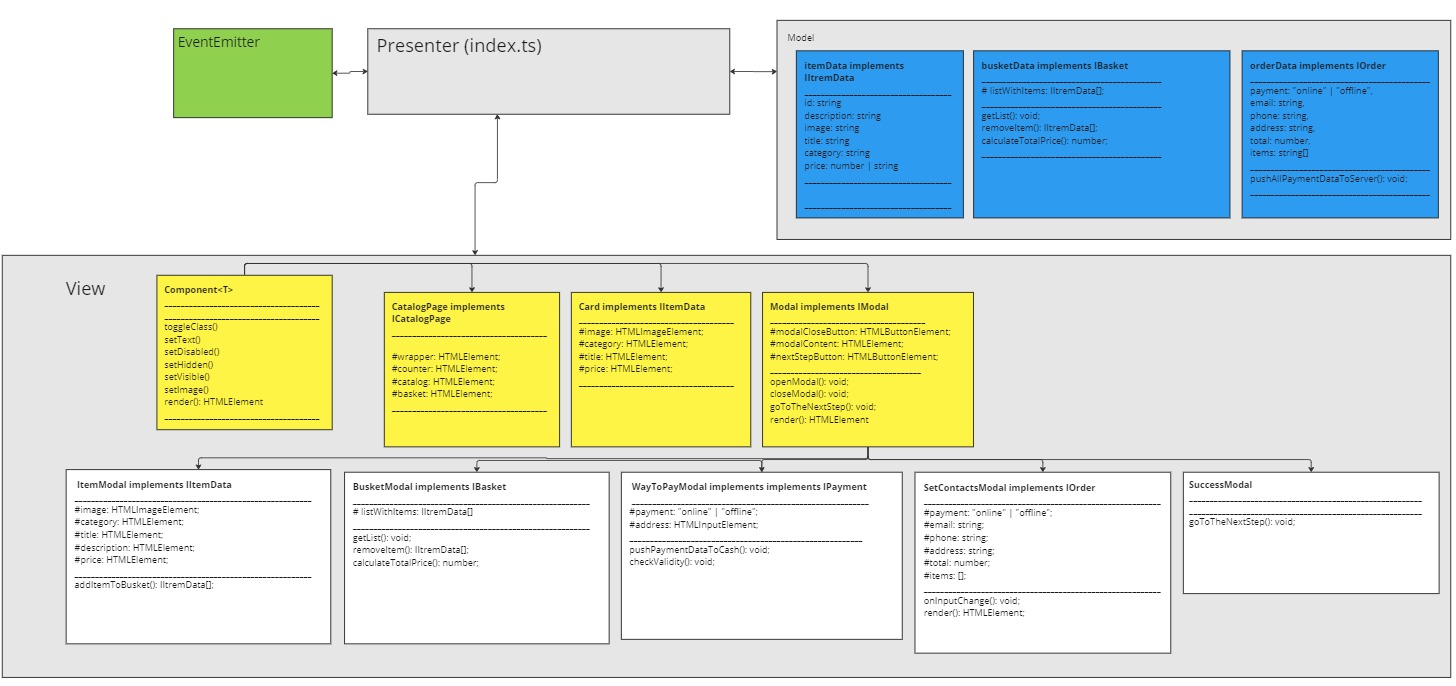 EventEmitter
Presenter (index.ts)
Model
itemData implements
IItremData
id: string
description: string
image: string
title: string
category: string
price: number | string
busketData implements IBasket
# listWithItems: IItremData[];
getList(): void;
removeItem(): IItremData[];
calculateTotalPrice(): number;
orderData implements IOrder
payment: "online" | "offline",
email: string,
phone: string,
address: string,
total: number,
items: string[]
pushAllPaymentDataToServer(): void;
View
Component<T>
toggleClass()
setText()
setDisabled()
setHidden()
setVisible()
setImage()
render(): HTMLElement
CatalogPage implements
ICatalogPage
#wrapper: HTMLElement;
#counter: HTMLElement;
#catalog: HTMLElement;
#basket: HTMLElement;
Card implements IItemData
#image: HTMLImageElement;
#category: HTMLElement;
#title: HTMLElement;
#price: HTMLElement;
Modal implements IModal
#modalCloseButton: HTMLButtonElement;
#modalContent: HTMLElement;
#nextStepButton: HTMLButtonElement;
openModal(): void;
closeModal(): void;
goToTheNextStep(): void;
render(): HTMLElement
ItemModal implements IItemData
#image: HTMLImageElement;
#category: HTMLElement;
#title: HTMLElement;
#description: HTMLElement;
#price: HTMLElement;
addItemToBusket(): IItremData[];
BusketModal implements IBasket
# listWithItems: IItremData[]
getList(): void;
removeItem(): IItremData[];
calculateTotalPrice(): number;
WayToPayModal implements implements IPayment
#payment: "online" | "offline";
#address: HTMLInputElement;
pushPaymentDataToCash(): void;
checkValidity(): void;
SetContactsModal implements IOrder
#payment: "online" | "offline";
#email: string;
#phone: string;
#address: string;
#total: number;
#items: [];
onInputChange(): void;
render(): HTMLElement;
SuccessModal
goToTheNextStep(): void;